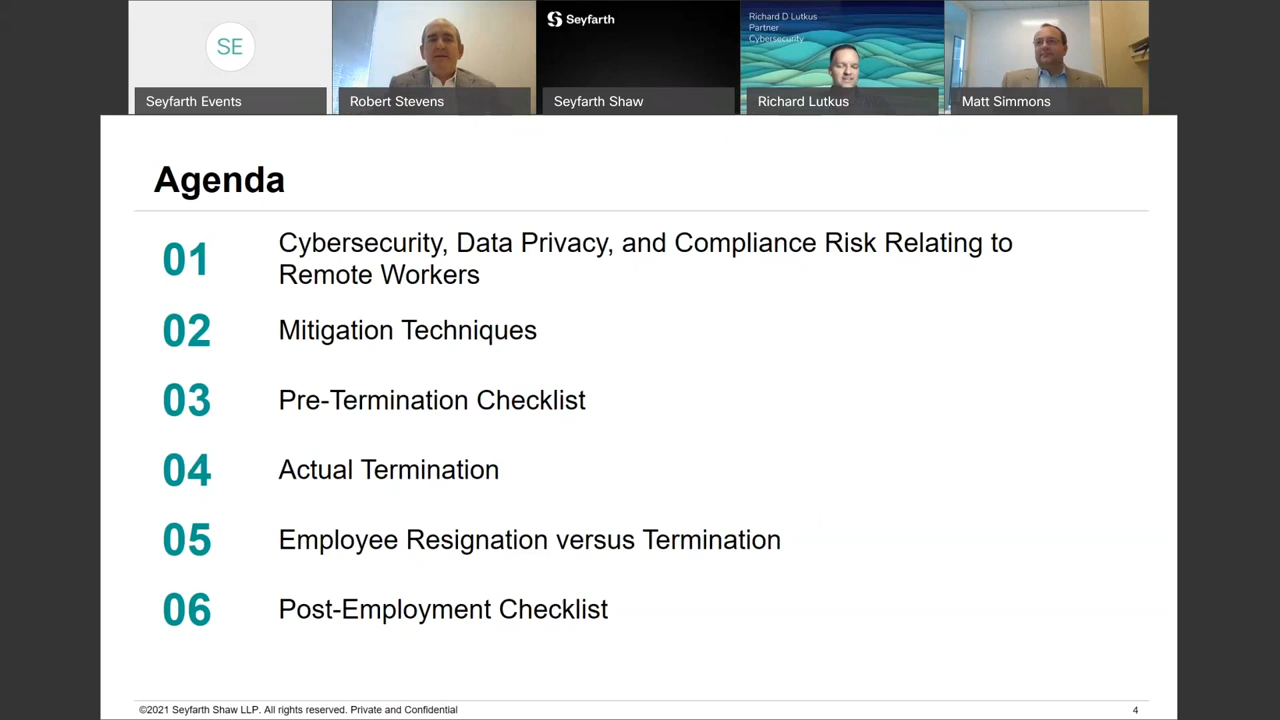 SE
Seyfarth Events
Robert Stevens
Seyfarth
Seyfarth Shaw
Richard D Lutkus
Partner
Cybersecurity
Richard Lutkus
Matt Simmons
Agenda
01
Cybersecurity, Data Privacy, and Compliance Risk Relating to
Remote Workers
02
Mitigation Techniques
03
Pre-Termination Checklist
04
Actual Termination
05
Employee Resignation versus Termination
06
Post-Employment Checklist
©2021 Seyfarth Shaw LLP. All rights reserved. Private and Confidential
4